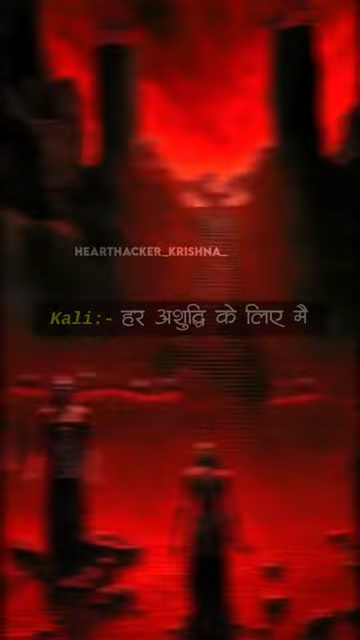 HEARTHACKER_KRISHNA_
Kali:- हर अशुद्धि के लिए मै